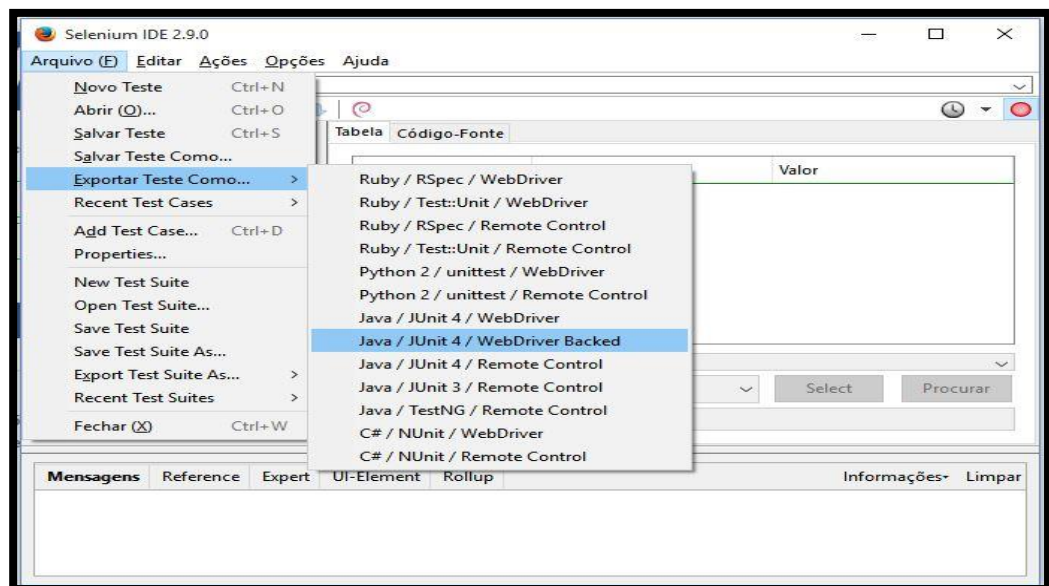 Selenium IDE 2.9.0
Arquivo (F) Editar Ações Opções Ajuda
Novo Teste Ctrl+N
Abrir (O)... Ctrl+O
Salvar Teste Ctrl+S
Salvar Teste Como...
Exportar Teste Como... >
Recent Test Cases >
Add Test Case... Ctrl+D
Properties...
New Test Suite
Open Test Suite...
Save Test Suite
Save Test Suite As...
Export Test Suite As... >
Recent Test Suites >
Fechar (X) Ctrl+W
Tabela Código-Fonte
Valor
Ruby / RSpec / WebDriver
Ruby / Test::Unit / WebDriver
Ruby / RSpec / Remote Control
Ruby / Test::Unit / Remote Control
Python 2 / unittest / WebDriver
Python 2 / unittest / Remote Control
Java / JUnit 4 / WebDriver
Java / JUnit 4 / WebDriver Backed
Java / JUnit 4 / Remote Control
Java / JUnit 3 / Remote Control
Java / TestNG / Remote Control
C# / NUnit / WebDriver
C# / NUnit / Remote Control
Select Procurar
Mensagens Reference Expert UI-Element Rollup Informações Limpar